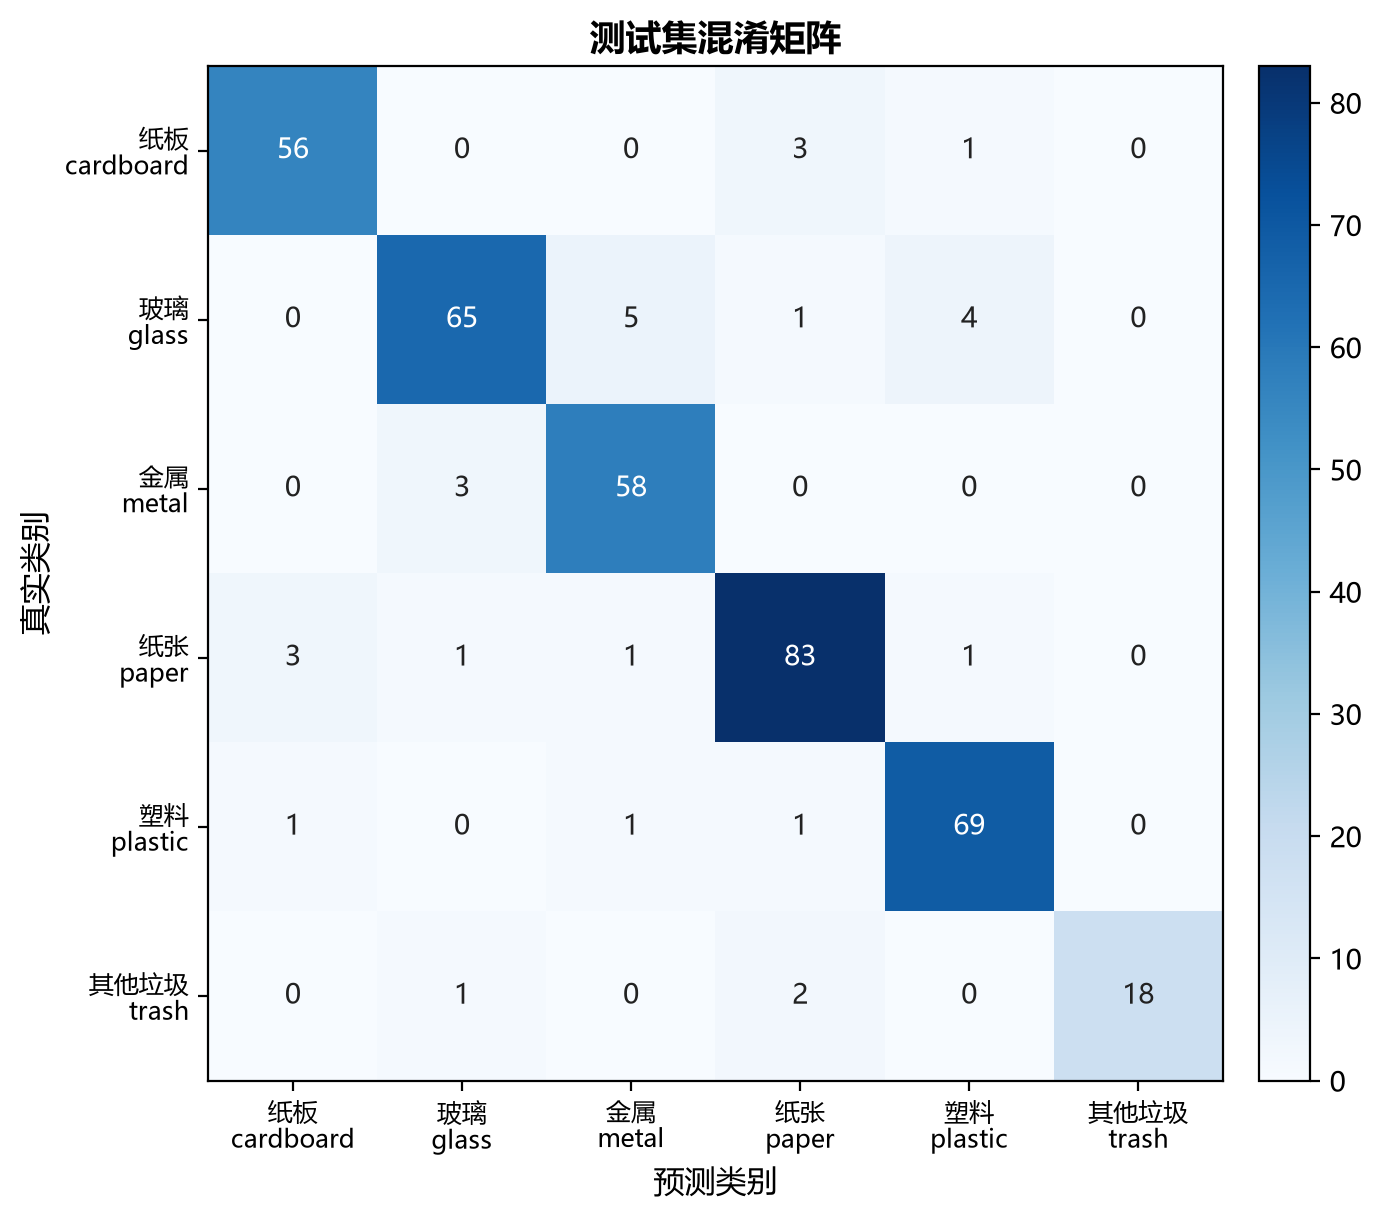 测试集混淆矩阵
纸板
cardboard
56 0 0 3 1 0
玻璃
glass
0 65 5 1 4 0
金属
metal
0 3 58 0 0 0
纸张
paper
3 1 1 83 1 0
塑料
plastic
1 0 1 1 69 0
其他垃圾
trash
0 1 0 2 0 18
真实类别
纸板 玻璃 金属 纸张 塑料 其他垃圾
cardboard glass metal paper plastic trash
预测类别
80
70
60
50
40
30
20
10
0